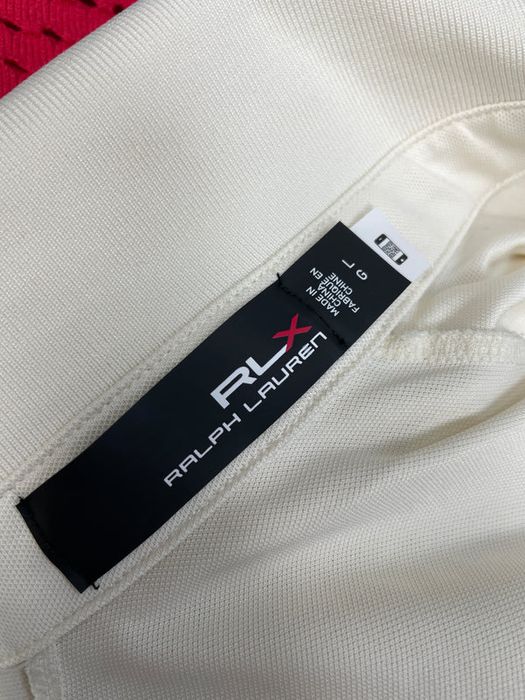 RLX
RALPH LAUREN
L G
MADE IN
CHINA
FABRIQUÉ EN
CHINE